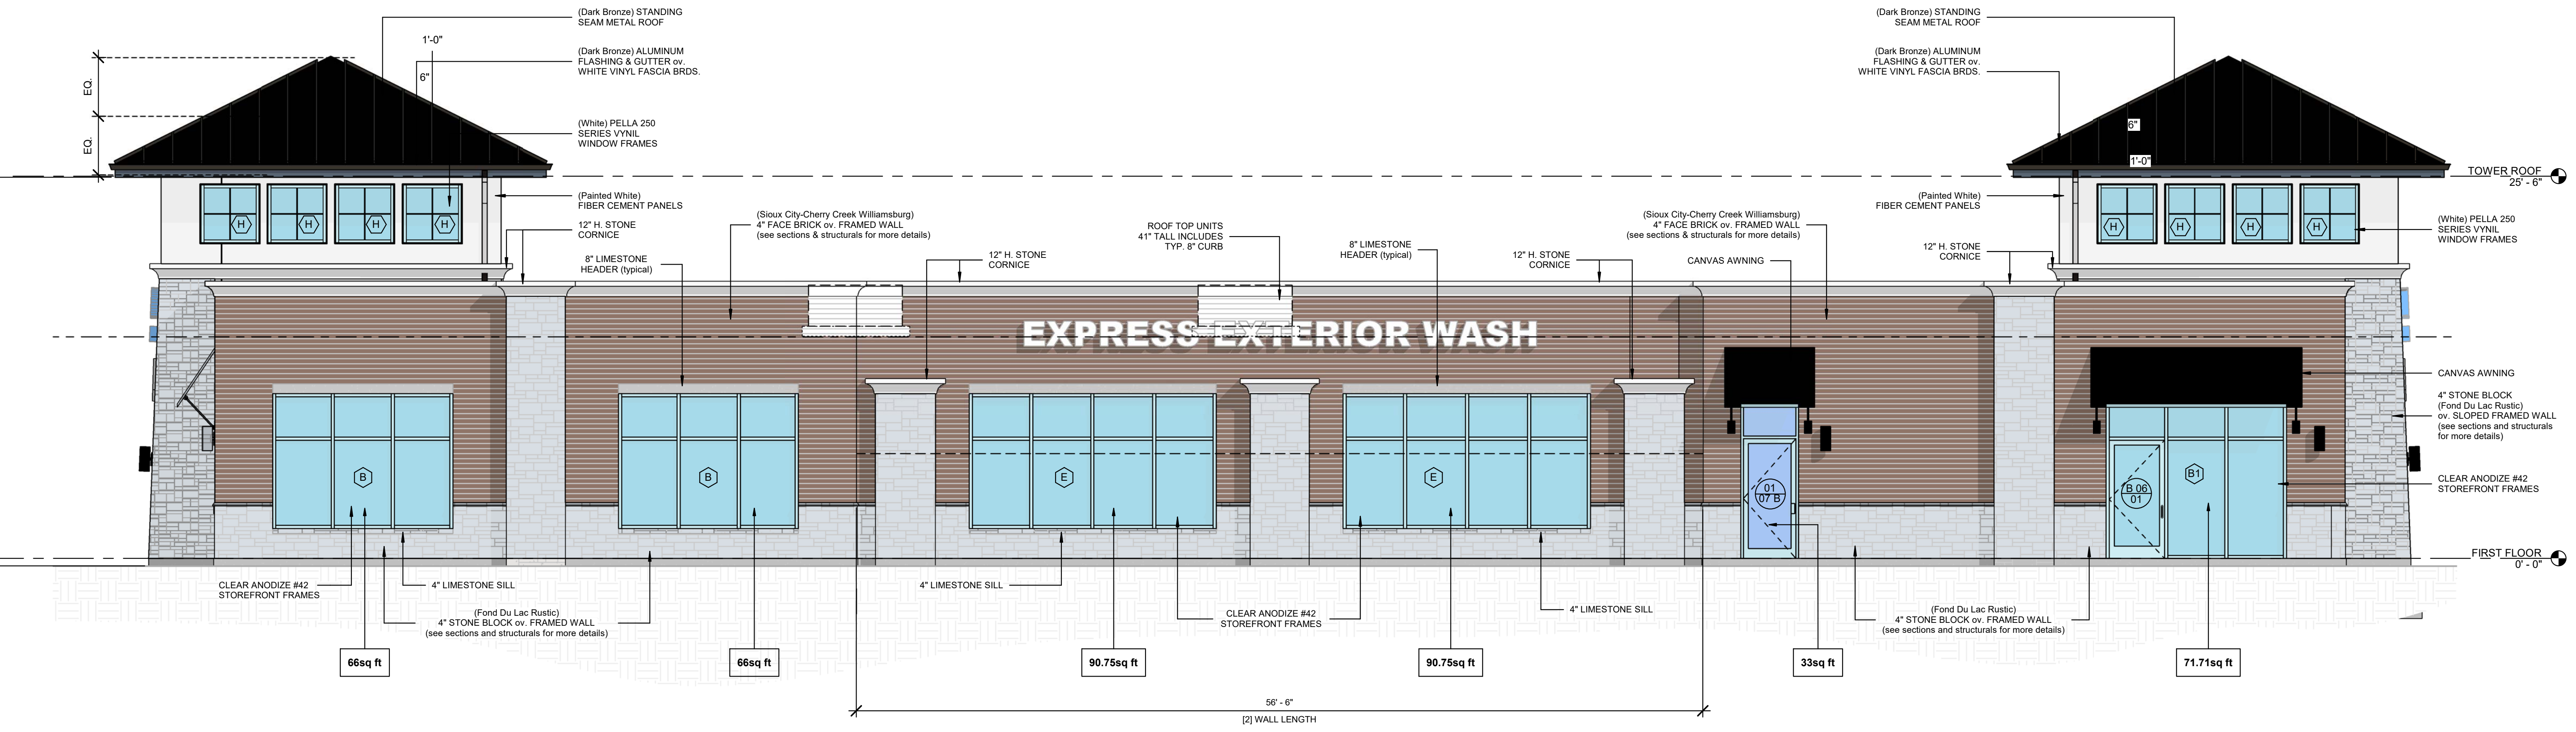 (Dark Bronze) STANDING
SEAM METAL ROOF
1'-0"
(Dark Bronze) ALUMINUM
FLASHING & GUTTER ov.
WHITE VINYL FASCIA BRDS.
6"
EQ.
EQ.
(White) PELLA 250
SERIES VYNIL
WINDOW FRAMES
(Painted White)
FIBER CEMENT PANELS
H
H
H
H
12" H. STONE
CORNICE
8" LIMESTONE
HEADER (typical)
(Sioux City-Cherry Creek Williamsburg)
4" FACE BRICK ov. FRAMED WALL
(see sections & structurals for more details)
12" H. STONE
CORNICE
ROOF TOP UNITS
41" TALL INCLUDES
TYP. 8" CURB
8" LIMESTONE
HEADER (typical)
12" H. STONE
CORNICE
(Sioux City-Cherry Creek Williamsburg)
4" FACE BRICK ov. FRAMED WALL
(see sections & structurals for more details)
CANVAS AWNING
(Dark Bronze) STANDING
SEAM METAL ROOF
(Dark Bronze) ALUMINUM
FLASHING & GUTTER ov.
WHITE VINYL FASCIA BRDS.
6"
1'-0"
(Painted White)
FIBER CEMENT PANELS
12" H. STONE
CORNICE
H
H
H
H
TOWER ROOF
25' - 6"
(White) PELLA 250
SERIES VYNIL
WINDOW FRAMES
EXPRESS EXTERIOR WASH
CANVAS AWNING
4" STONE BLOCK
(Fond Du Lac Rustic)
ov. SLOPED FRAMED WALL
(see sections and structurals
for more details)
CLEAR ANODIZE #42
STOREFRONT FRAMES
B
B
E
E
01
07 B
B 06
01
B1
FIRST FLOOR
0' - 0"
CLEAR ANODIZE #42
STOREFRONT FRAMES
4" LIMESTONE SILL
(Fond Du Lac Rustic)
4" STONE BLOCK ov. FRAMED WALL
(see sections and structurals for more details)
4" LIMESTONE SILL
CLEAR ANODIZE #42
STOREFRONT FRAMES
4" LIMESTONE SILL
(Fond Du Lac Rustic)
4" STONE BLOCK ov. FRAMED WALL
(see sections and structurals for more details)
66sq ft
66sq ft
90.75sq ft
90.75sq ft
33sq ft
71.71sq ft
56' - 6"
[2] WALL LENGTH